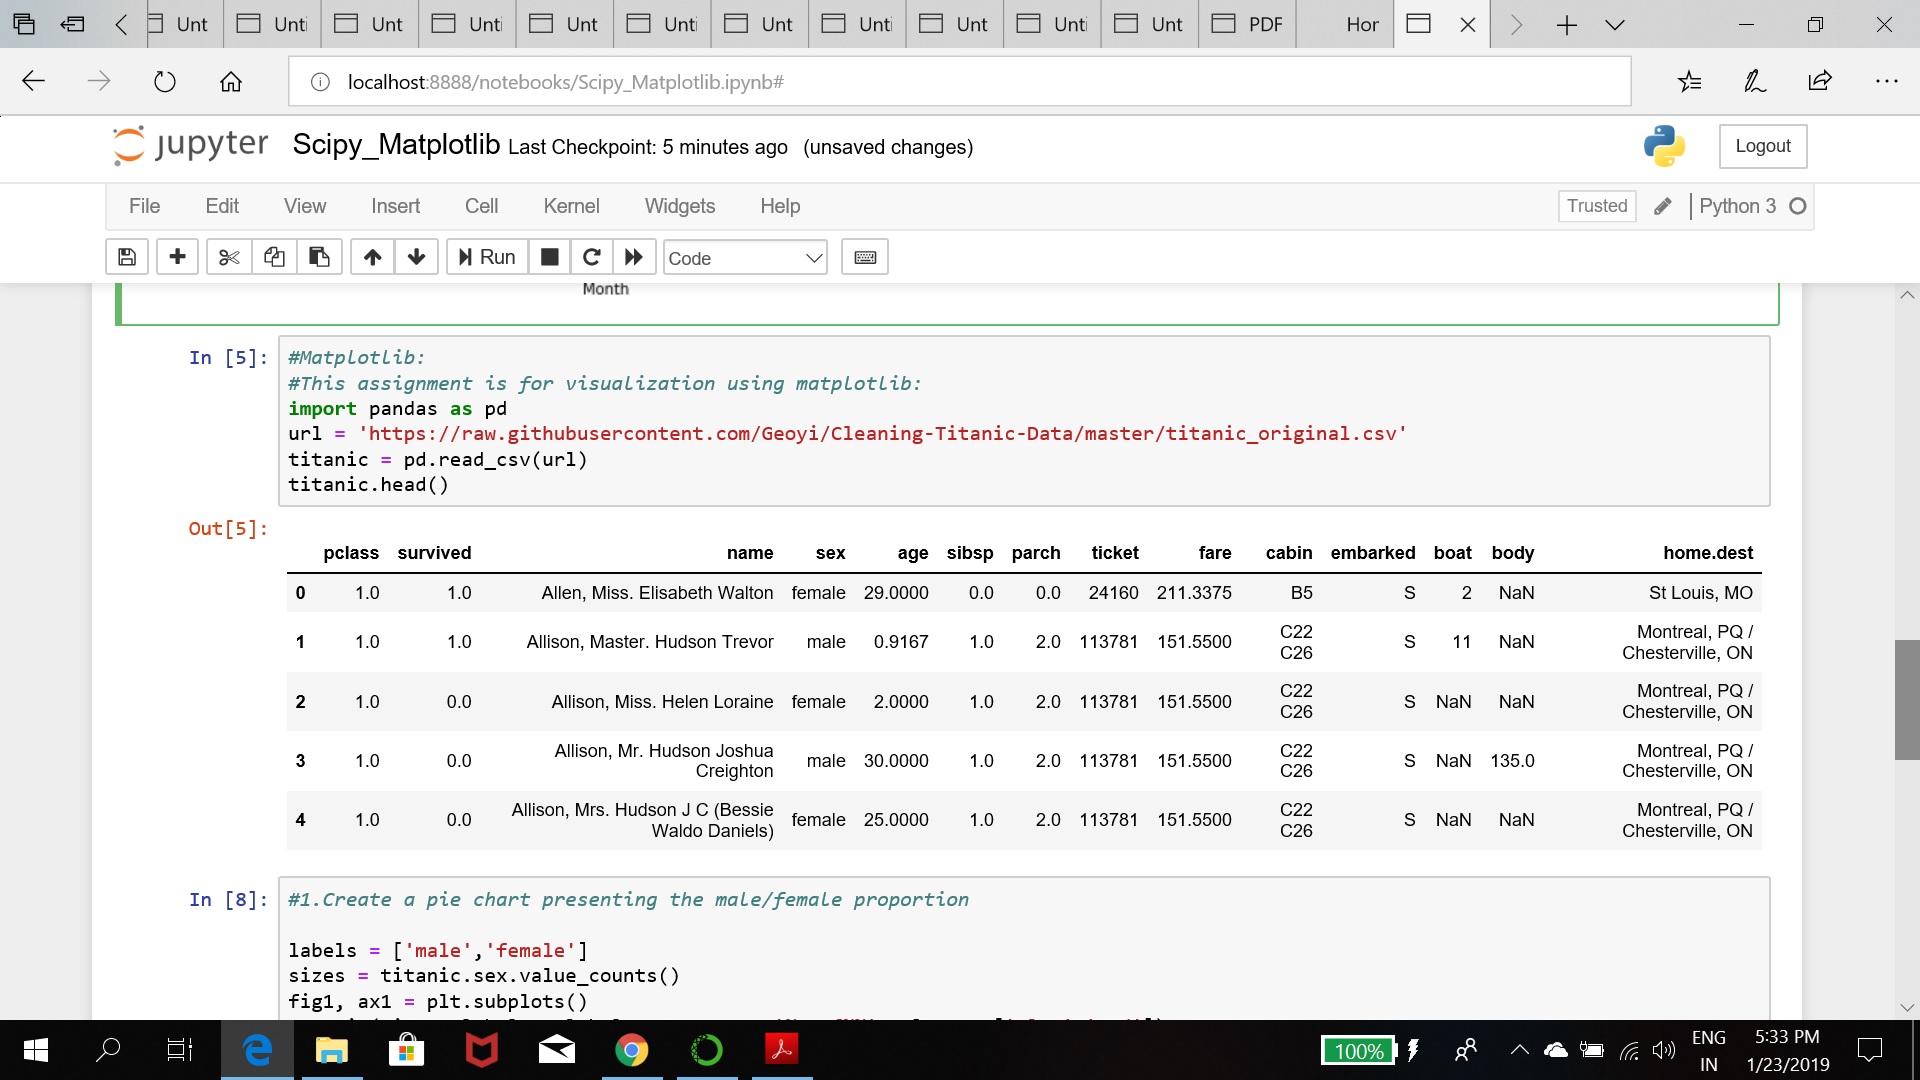 Unt Unti Unt Unti Unt Unti Unt Unti Unt Unti Unt PDF Hor
localhost:8888/notebooks/Scipy_Matplotlib.ipynb#
jupyter Scipy_Matplotlib Last Checkpoint: 5 minutes ago (unsaved changes) Logout
File Edit View Insert Cell Kernel Widgets Help Trusted Python 3
Run Code
Month
In [5]: #Matplotlib:
#This assignment is for visualization using matplotlib:
import pandas as pd
url = 'https://raw.githubusercontent.com/Geoyi/Cleaning-Titanic-Data/master/titanic_original.csv'
titanic = pd.read_csv(url)
titanic.head()
Out[5]:
pclass survived name sex age sibsp parch ticket fare cabin embarked boat body home.dest
0 1.0 1.0 Allen, Miss. Elisabeth Walton female 29.0000 0.0 0.0 24160 211.3375 B5 S 2 NaN St Louis, MO
1 1.0 1.0 Allison, Master. Hudson Trevor male 0.9167 1.0 2.0 113781 151.5500 C22 C26 S 11 NaN Montreal, PQ / Chesterville, ON
2 1.0 0.0 Allison, Miss. Helen Loraine female 2.0000 1.0 2.0 113781 151.5500 C22 C26 S NaN NaN Montreal, PQ / Chesterville, ON
3 1.0 0.0 Allison, Mr. Hudson Joshua Creighton male 30.0000 1.0 2.0 113781 151.5500 C22 C26 S NaN 135.0 Montreal, PQ / Chesterville, ON
4 1.0 0.0 Allison, Mrs. Hudson J C (Bessie Waldo Daniels) female 25.0000 1.0 2.0 113781 151.5500 C22 C26 S NaN NaN Montreal, PQ / Chesterville, ON
In [8]: #1.Create a pie chart presenting the male/female proportion
labels = ['male','female']
sizes = titanic.sex.value_counts()
fig1, ax1 = plt.subplots()
100% ENG 5:33 PM
IN 1/23/2019